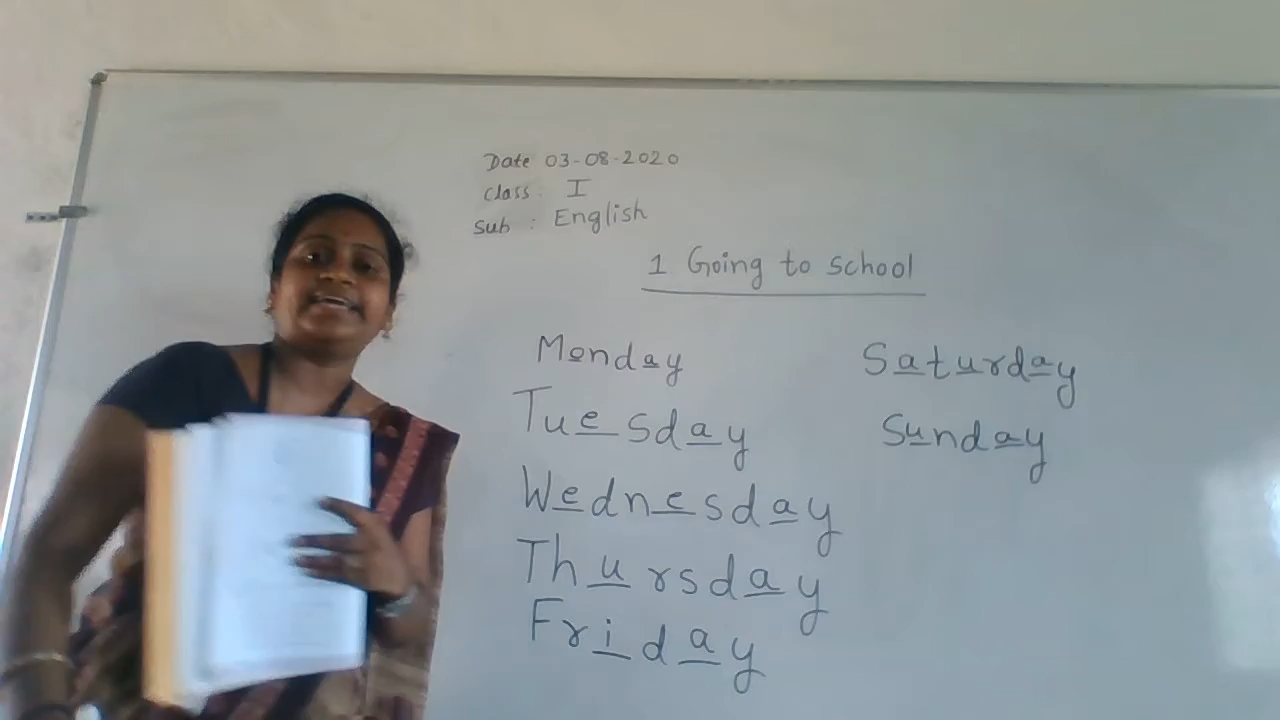 Date 03-08-2020
Class : I
Sub : English
1 Going to school
Monday
Tuesday
Wednesday
Thursday
Friday
Saturday
Sunday